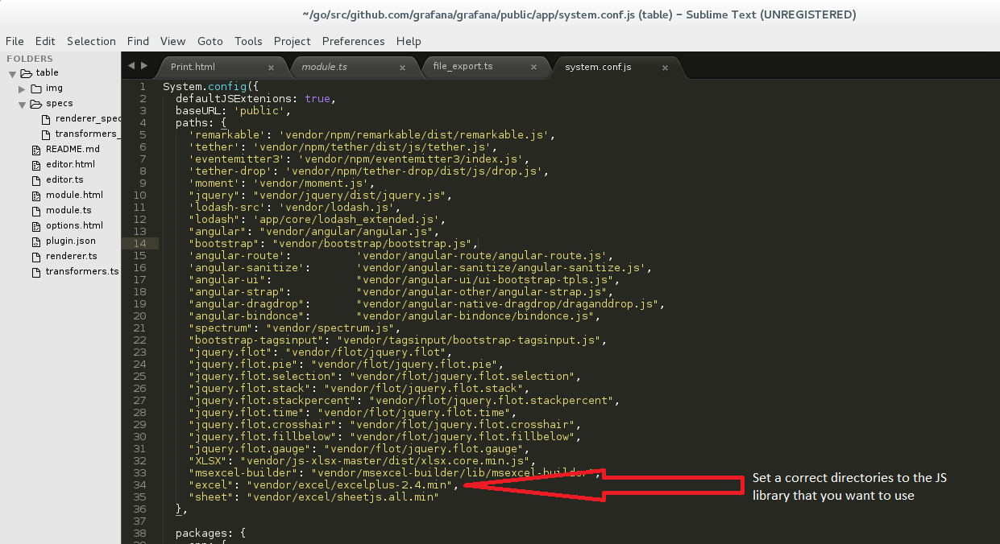 ~/go/src/github.com/grafana/grafana/public/app/system.conf.js (table) – Sublime Text (UNREGISTERED)
File Edit Selection Find View Goto Tools Project Preferences Help
FOLDERS
table
img
specs
renderer_spec
transformers_
README.md
editor.html
editor.ts
module.html
module.ts
options.html
plugin.json
renderer.ts
transformers.ts
Print.html × module.ts × file_export.ts × system.conf.js ×
1 System.config({
2 defaultJSExtenions: true,
3 baseURL: 'public',
4 paths: {
5 'remarkable': 'vendor/npm/remarkable/dist/remarkable.js',
6 'tether': 'vendor/npm/tether/dist/js/tether.js',
7 'eventemitter3': 'vendor/npm/eventemitter3/index.js',
8 'tether-drop': 'vendor/npm/tether-drop/dist/js/drop.js',
9 'moment': 'vendor/moment.js',
10 "jquery": "vendor/jquery/dist/jquery.js",
11 'lodash-src': 'vendor/lodash.js',
12 "lodash": 'app/core/lodash_extended.js',
13 "angular": "vendor/angular/angular.js",
14 "bootstrap": "vendor/bootstrap/bootstrap.js",
15 'angular-route': 'vendor/angular-route/angular-route.js',
16 'angular-sanitize': 'vendor/angular-sanitize/angular-sanitize.js',
17 "angular-ui": "vendor/angular-ui/ui-bootstrap-tpls.js",
18 "angular-strap": "vendor/angular-other/angular-strap.js",
19 "angular-dragdrop": "vendor/angular-native-dragdrop/draganddrop.js",
20 "angular-bindonce": "vendor/angular-bindonce/bindonce.js",
21 "spectrum": "vendor/spectrum.js",
22 "bootstrap-tagsinput": "vendor/tagsinput/bootstrap-tagsinput.js",
23 "jquery.flot": "vendor/flot/jquery.flot",
24 "jquery.flot.pie": "vendor/flot/jquery.flot.pie",
25 "jquery.flot.selection": "vendor/flot/jquery.flot.selection",
26 "jquery.flot.stack": "vendor/flot/jquery.flot.stack",
27 "jquery.flot.stackpercent": "vendor/flot/jquery.flot.stackpercent",
28 "jquery.flot.time": "vendor/flot/jquery.flot.time",
29 "jquery.flot.crosshair": "vendor/flot/jquery.flot.crosshair",
30 "jquery.flot.fillbelow": "vendor/flot/jquery.flot.fillbelow",
31 "jquery.flot.gauge": "vendor/flot/jquery.flot.gauge",
32 "XLSX": "vendor/js-xlsx-master/dist/xlsx.core.min.js",
33 "msexcel-builder": "vendor/msexcel-builder/lib/msexcel-builder",
34 "excel": "vendor/excel/excelplus-2.4.min",
35 "sheet": "vendor/excel/sheetjs.all.min"
36 },
37
38 packages: {
Set a correct directories to the JS
library that you want to use